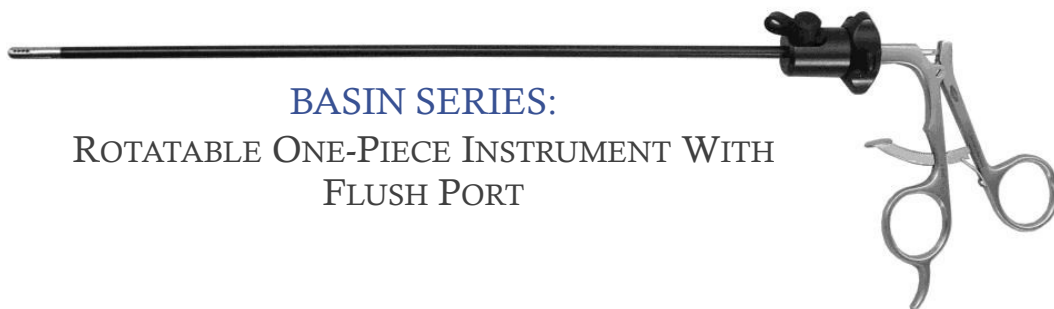 BASIN SERIES:
ROTATABLE ONE-PIECE INSTRUMENT WITH
FLUSH PORT